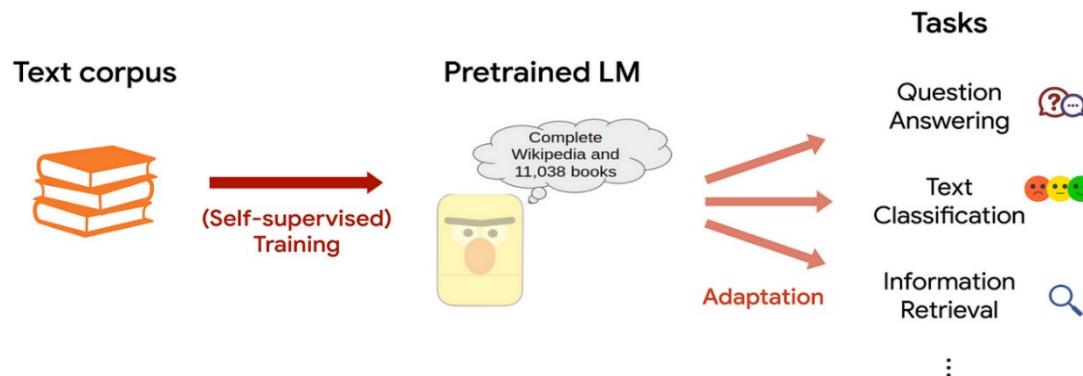 Text corpus
(Self-supervised)
Training
Pretrained LM
Complete
Wikipedia and
11,038 books
Adaptation
Tasks
Question
Answering
?
Text
Classification
Information
Retrieval
⋮